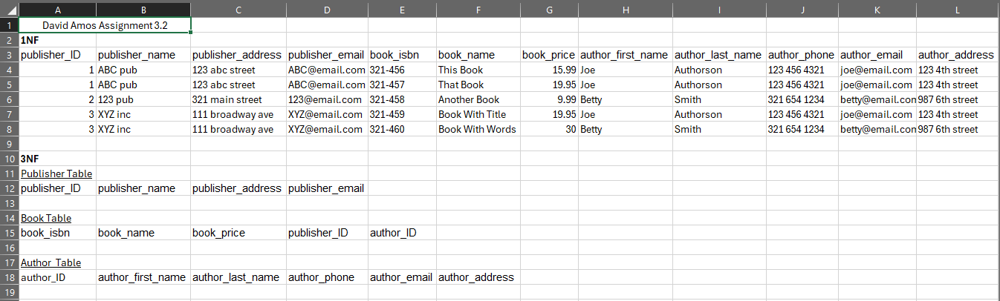 A B C D E F G H I J K L
1 David Amos Assignment 3.2
2 1NF
3 publisher_ID publisher_name publisher_address publisher_email book_isbn book_name book_price author_first_name author_last_name author_phone author_email author_address
4 1 ABC pub 123 abc street ABC@email.com 321-456 This Book 15.99 Joe Authorson 123 456 4321 joe@email.com 123 4th street
5 1 ABC pub 123 abc street ABC@email.com 321-457 That Book 19.95 Joe Authorson 123 456 4321 joe@email.com 123 4th street
6 2 123 pub 321 main street 123@email.com 321-458 Another Book 9.99 Betty Smith 321 654 1234 betty@email.con 987 6th street
7 3 XYZ inc 111 broadway ave XYZ@email.com 321-459 Book With Title 19.95 Joe Authorson 123 456 4321 joe@email.com 123 4th street
8 3 XYZ inc 111 broadway ave XYZ@email.com 321-460 Book With Words 30 Betty Smith 321 654 1234 betty@email.con 987 6th street
9
10 3NF
11 Publisher Table
12 publisher_ID publisher_name publisher_address publisher_email
13
14 Book Table
15 book_isbn book_name book_price publisher_ID author_ID
16
17 Author Table
18 author_ID author_first_name author_last_name author_phone author_email author_address
19